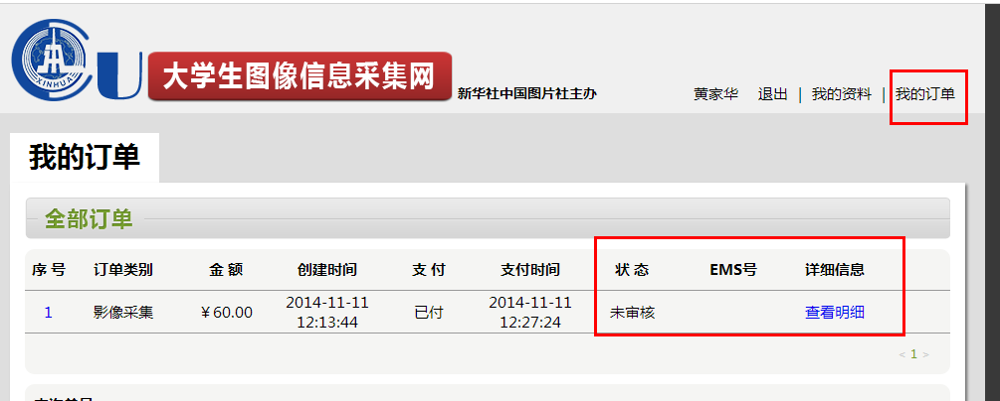 XINHUA
CU
大学生图像信息采集网
新华社中国图片社主办
黄家华 退出 | 我的资料 | 我的订单
我的订单
全部订单
序 号 订单类别 金 额 创建时间 支 付 支付时间 状 态 EMS号 详细信息
1 影像采集 ￥60.00 2014-11-11 12:13:44 已付 2014-11-11 12:27:24 未审核 查看明细
< 1 >